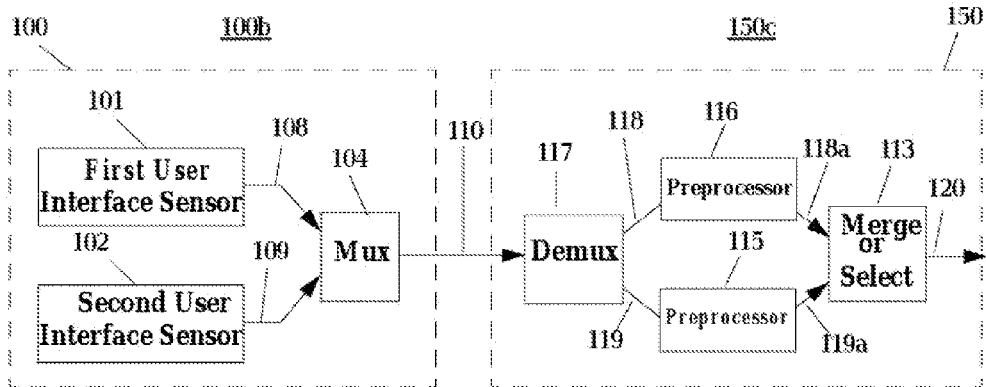 100
100b
150c
150
101
108
110
117
118
116
118a
113
120
First User
Interface Sensor
104
Preprocessor
Mux
Demux
Merge
or
Select
102
109
115
Second User
Interface Sensor
119
Preprocessor
119a